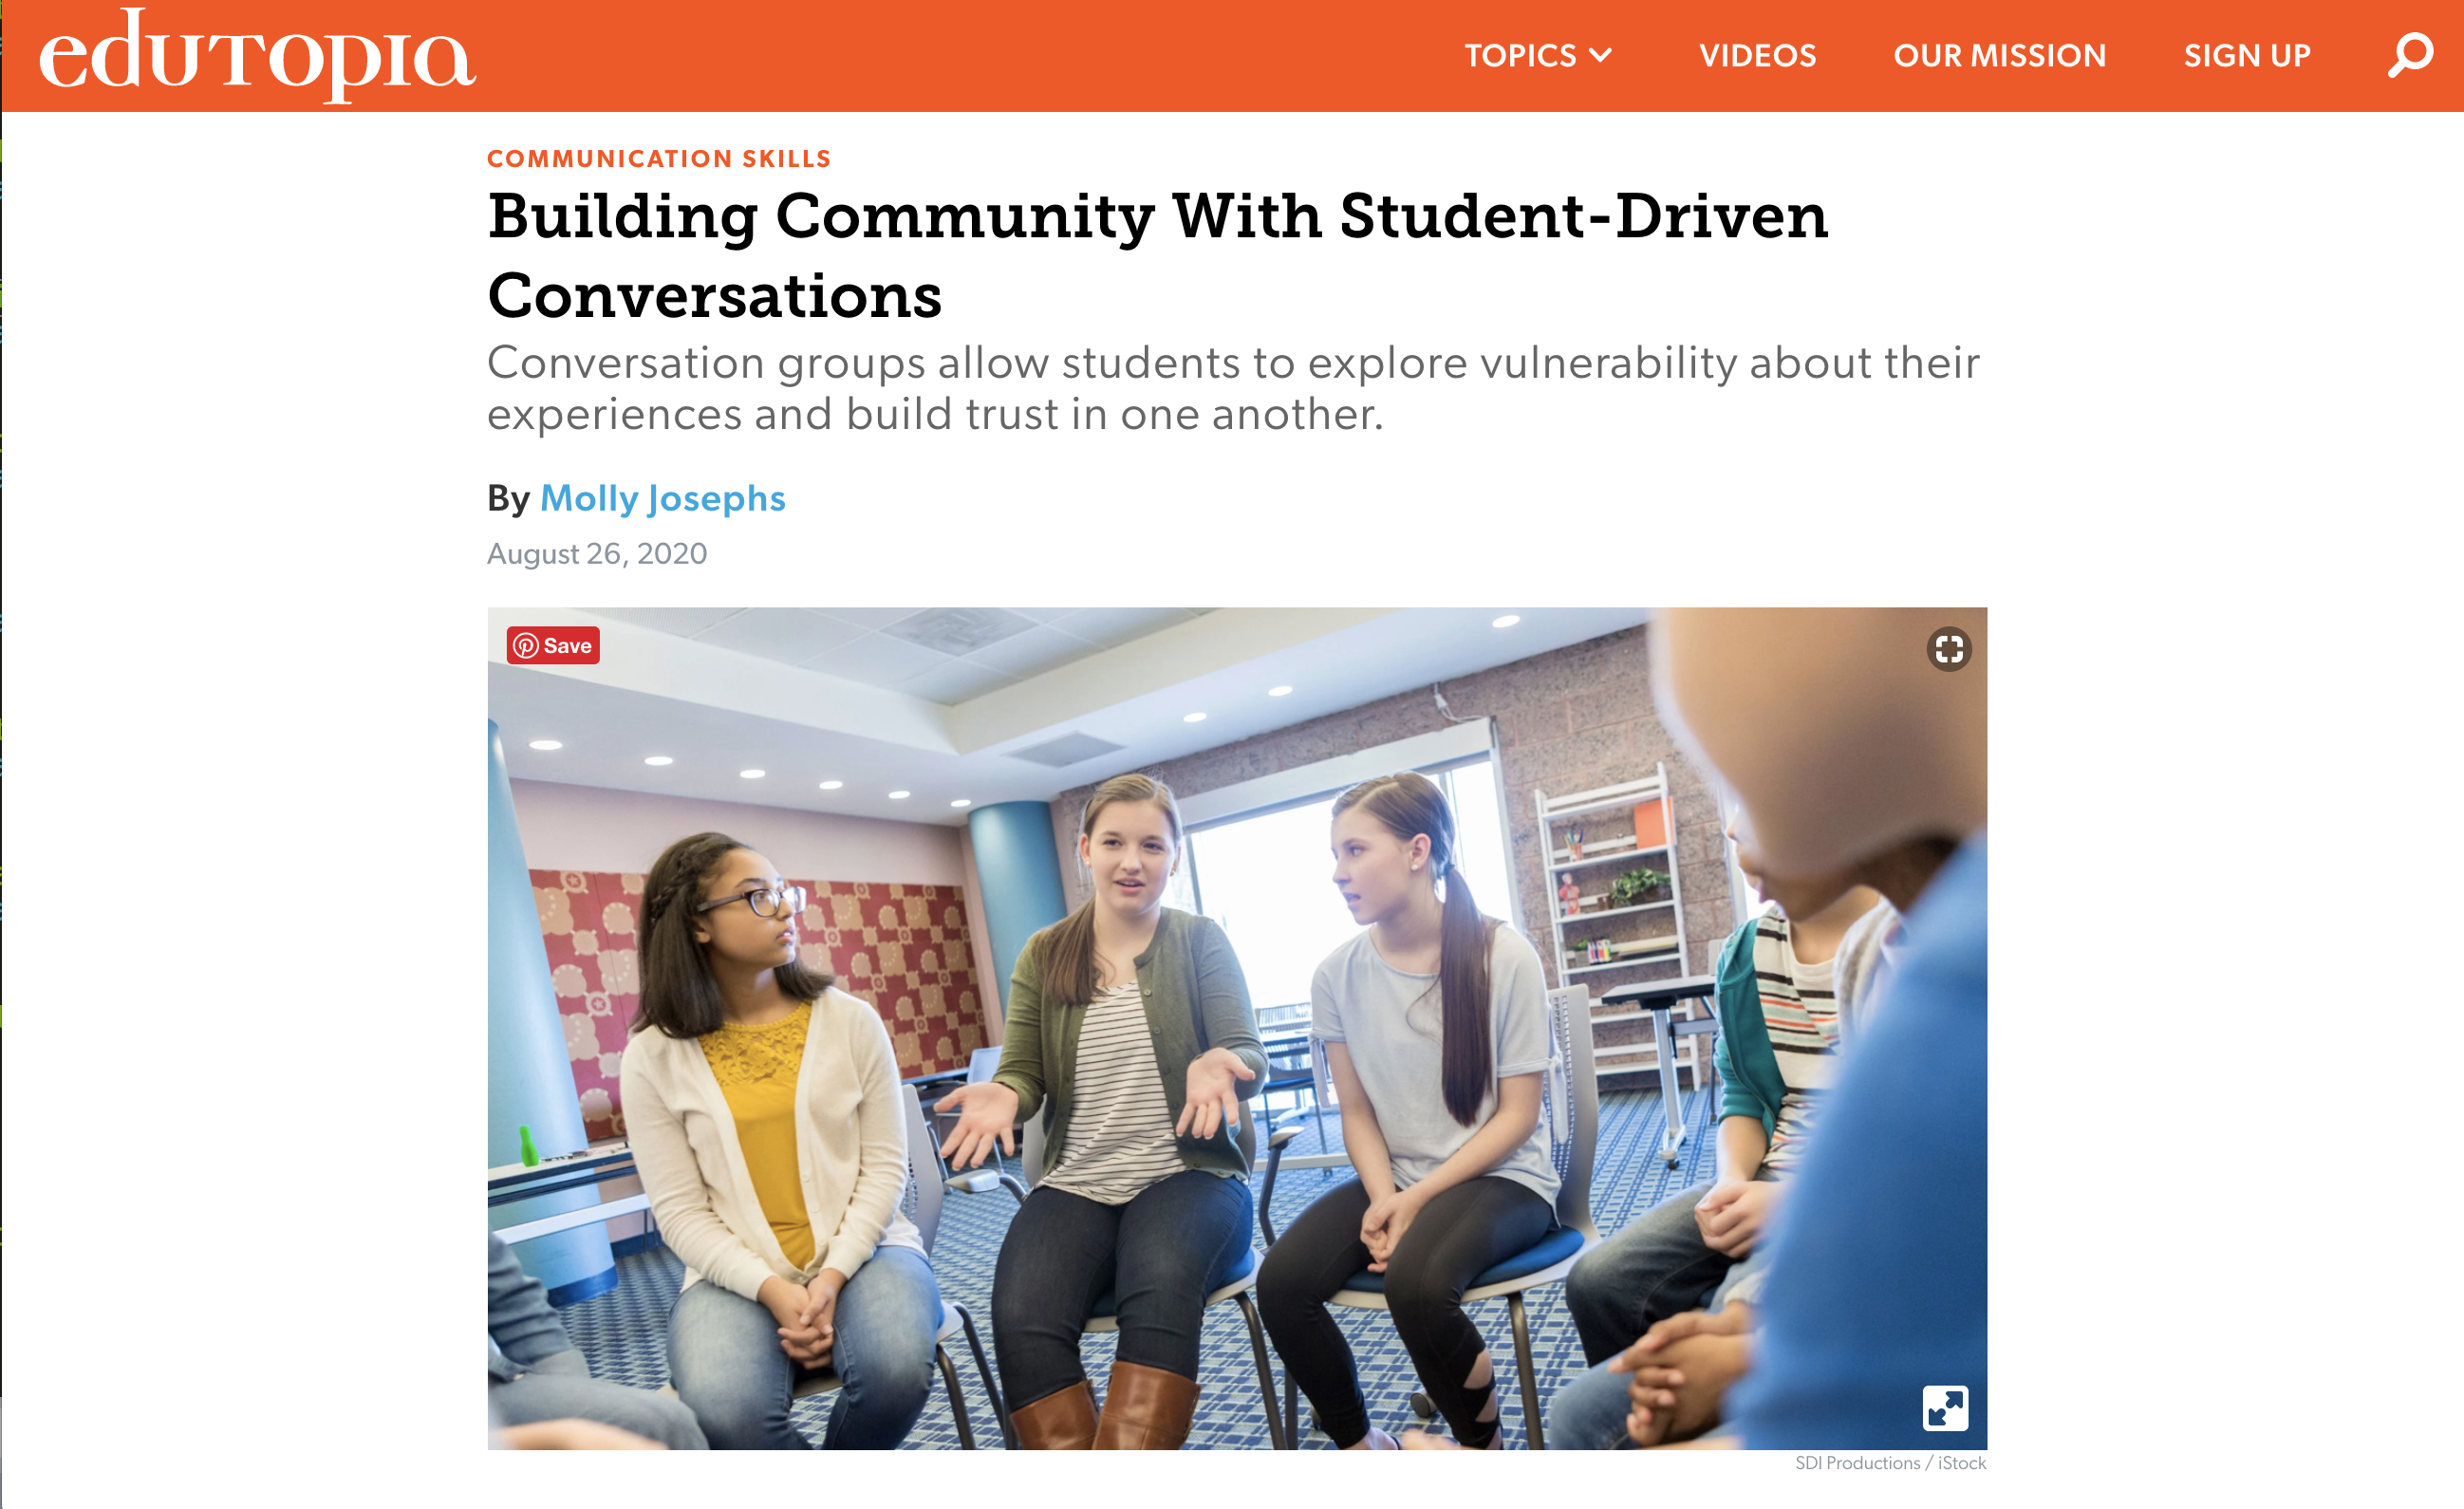 edutopia
TOPICS
VIDEOS
OUR MISSION
SIGN UP
COMMUNICATION SKILLS
Building Community With Student-Driven
Conversations
Conversation groups allow students to explore vulnerability about their
experiences and build trust in one another.
By Molly Josephs
August 26, 2020
Save
SDI Productions / iStock